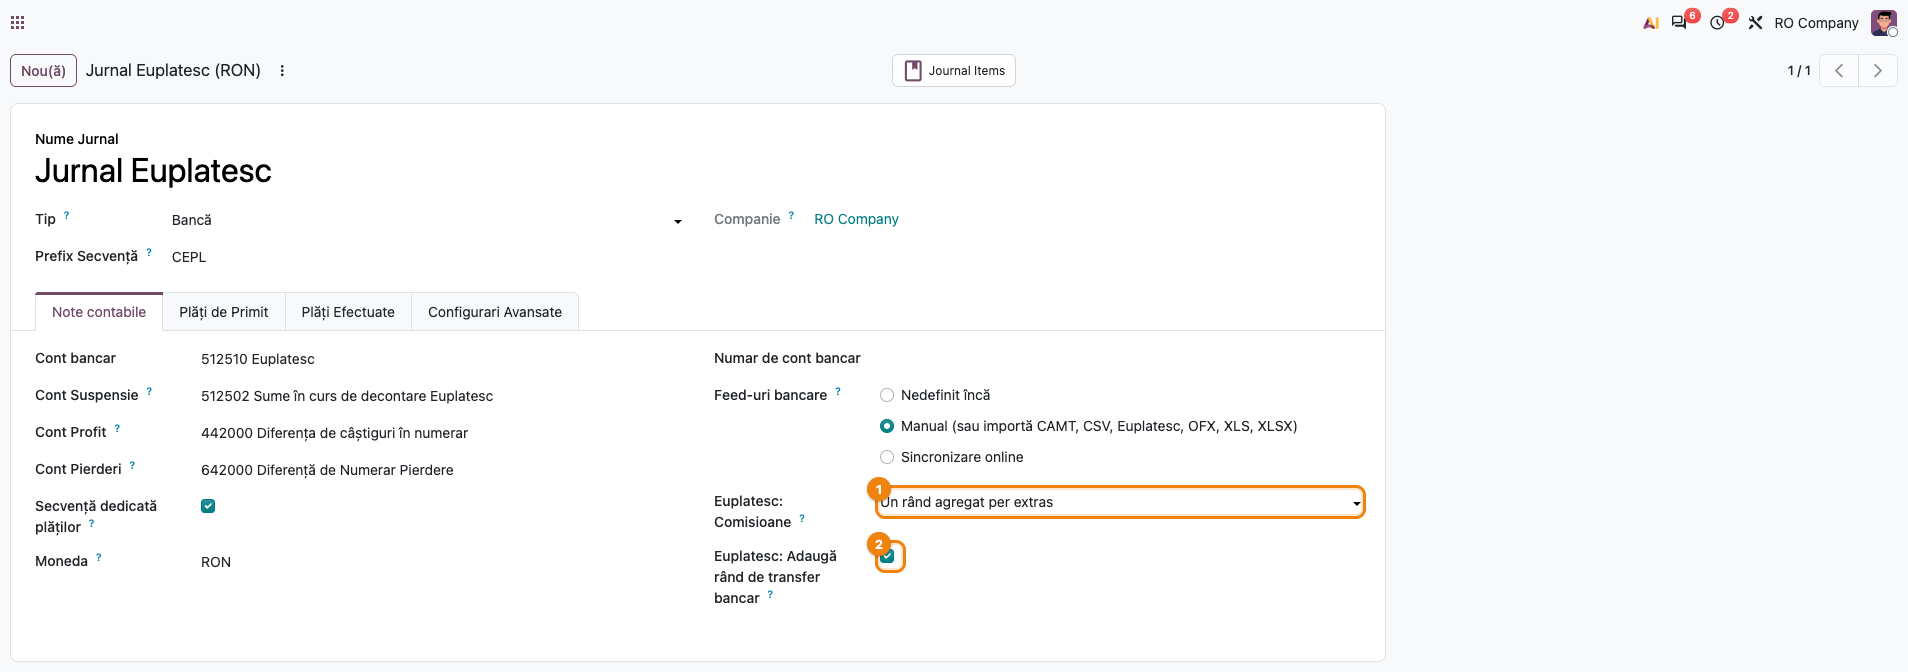 AI
6
2
RO Company
Nou(ă)
Jurnal Euplatesc (RON)
Journal Items
1 / 1
Nume Jurnal
Jurnal Euplatesc
Tip ?
Bancă
Companie ?
RO Company
Prefix Secvență ?
CEPL
Note contabile
Plăți de Primit
Plăți Efectuate
Configurari Avansate
Cont bancar
512510 Euplatesc
Cont Suspensie ?
512502 Sume în curs de decontare Euplatesc
Cont Profit ?
442000 Diferența de câștiguri în numerar
Cont Pierderi ?
642000 Diferență de Numerar Pierdere
Secvență dedicată
plăților ?
Moneda ?
RON
Numar de cont bancar
Feed-uri bancare ?
Nedefinit încă
Manual (sau importă CAMT, CSV, Euplatesc, OFX, XLS, XLSX)
Sincronizare online
Euplatesc:
Comisioane ?
1
Un rând agregat per extras
Euplatesc: Adaugă
rând de transfer
bancar ?
2